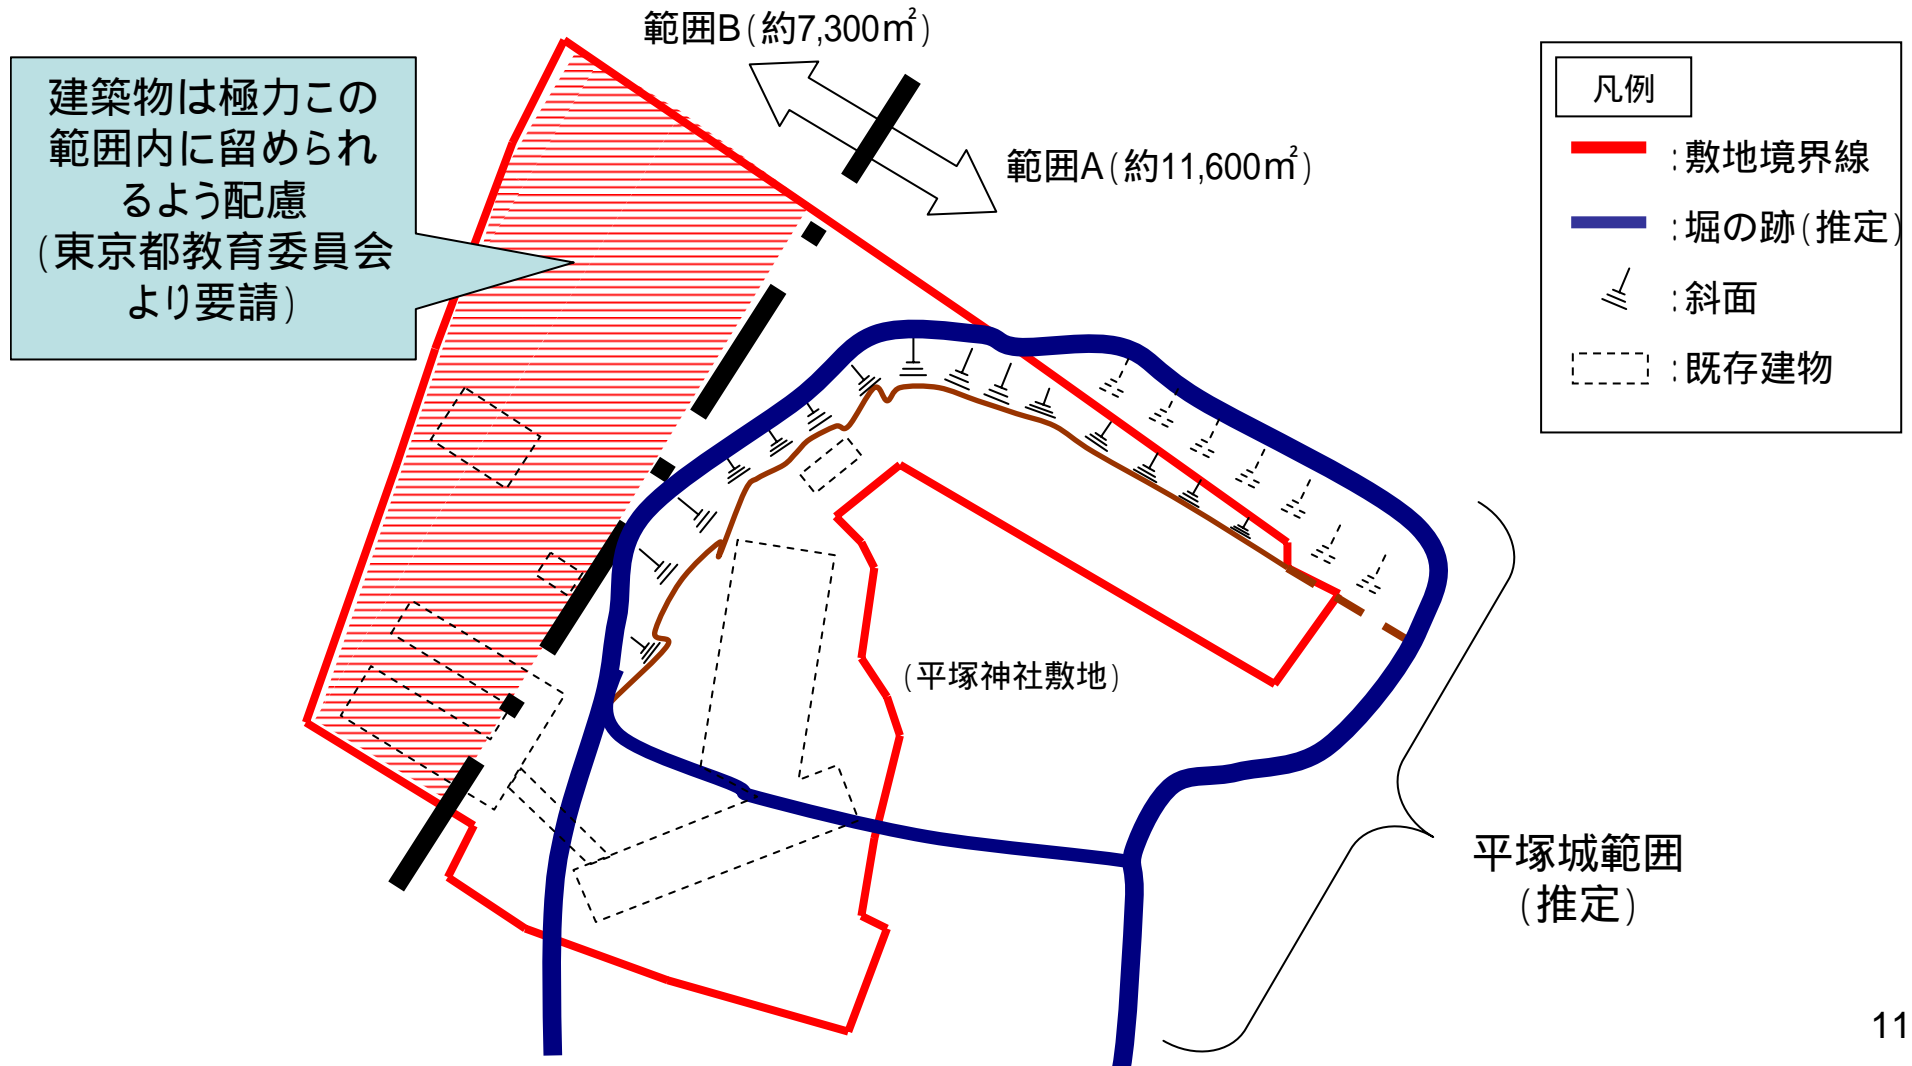 範囲B(約7,300㎡)
建築物は極力この
範囲内に留められ
るよう配慮
(東京都教育委員会
より要請)
範囲A(約11,600㎡)
凡例
:敷地境界線
:堀の跡(推定)
:斜面
:既存建物
(平塚神社敷地)
平塚城範囲
(推定)
11